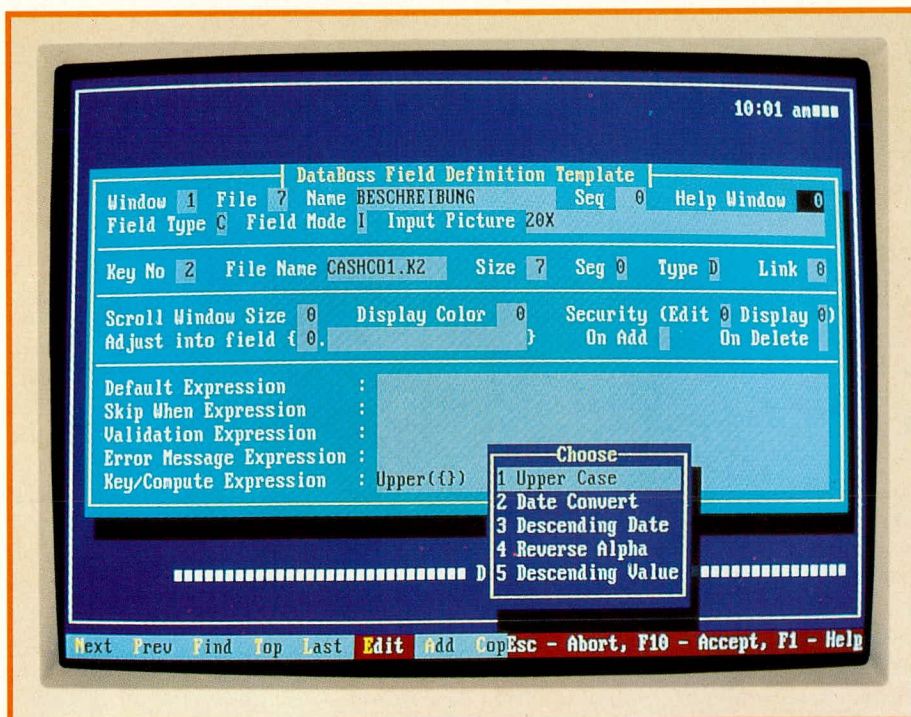 10:01 am
DataBoss Field Definition Template
Window 1 File 7 Name BESCHREIBUNG Seq 0 Help Window 0
Field Type C Field Mode I Input Picture 20X
Key No 2 File Name CASHCO1.K2 Size 7 Seg 0 Type D Link 0
Scroll Window Size 0 Display Color 0 Security (Edit 0 Display 0)
Adjust into field { 0. } On Add On Delete
Default Expression :
Skip When Expression :
Validation Expression :
Error Message Expression :
Key/Compute Expression : Upper({})
Choose
1 Upper Case
2 Date Convert
3 Descending Date
4 Reverse Alpha
5 Descending Value
D
Next Prev Find Top Last Edit Add Cop Esc - Abort, F10 - Accept, F1 - Help